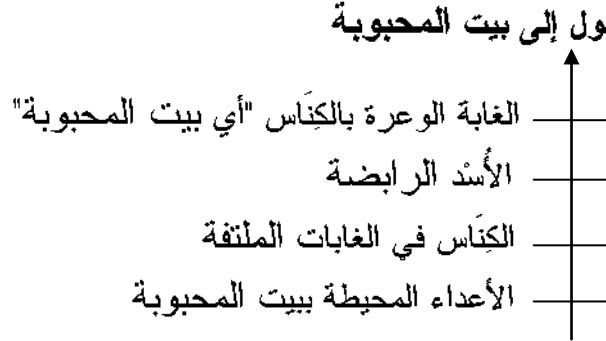 ول إلى بيت المحبوبة
الغابة الوعرة بالكِنَاس "أي بيت المحبوبة"
الأُسْد الرابضة
الكِنَاس في الغابات الملتفة
الأعداء المحيطة ببيت المحبوبة